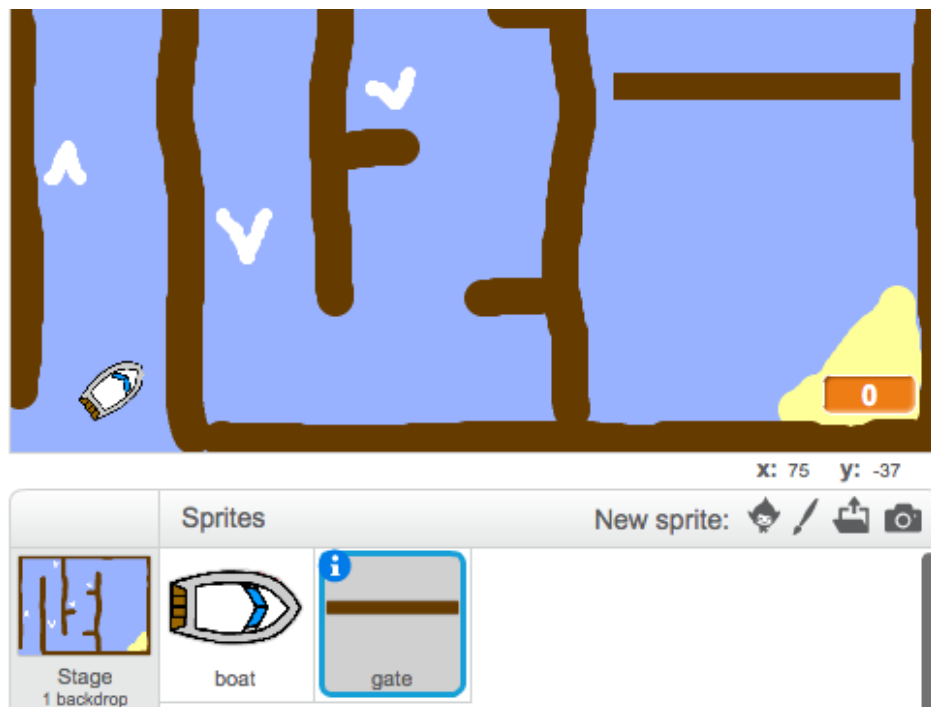 0
x: 75 y: -37
Sprites New sprite:
i
Stage
1 backdrop
boat
gate